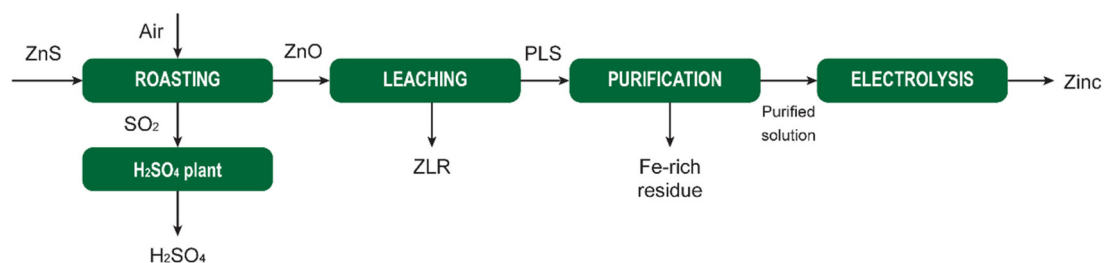 Air
ZnS
ZnO
PLS
ROASTING
LEACHING
PURIFICATION
ELECTROLYSIS
Zinc
SO₂
Purified
solution
H₂SO₄ plant
ZLR
Fe-rich
residue
H₂SO₄